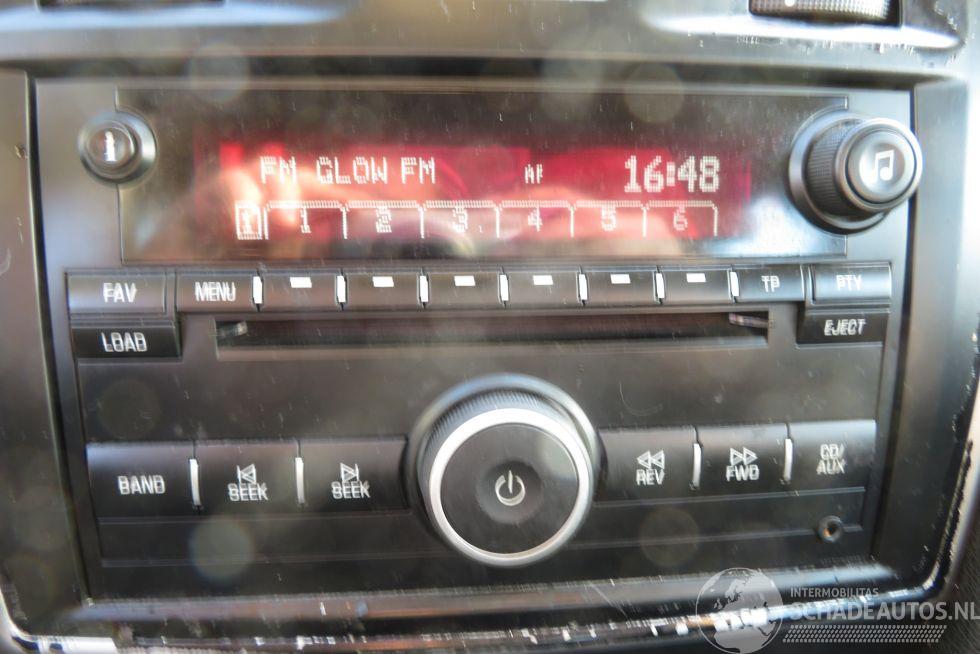 FM GLOW FM AF 16:48
1 1 2 3 4 5 6
FAV MENU TP PTY
LOAD EJECT
BAND SEEK SEEK REV FWD CD/
AUX
INTERMOBILITAS
SCHADEAUTOS.NL